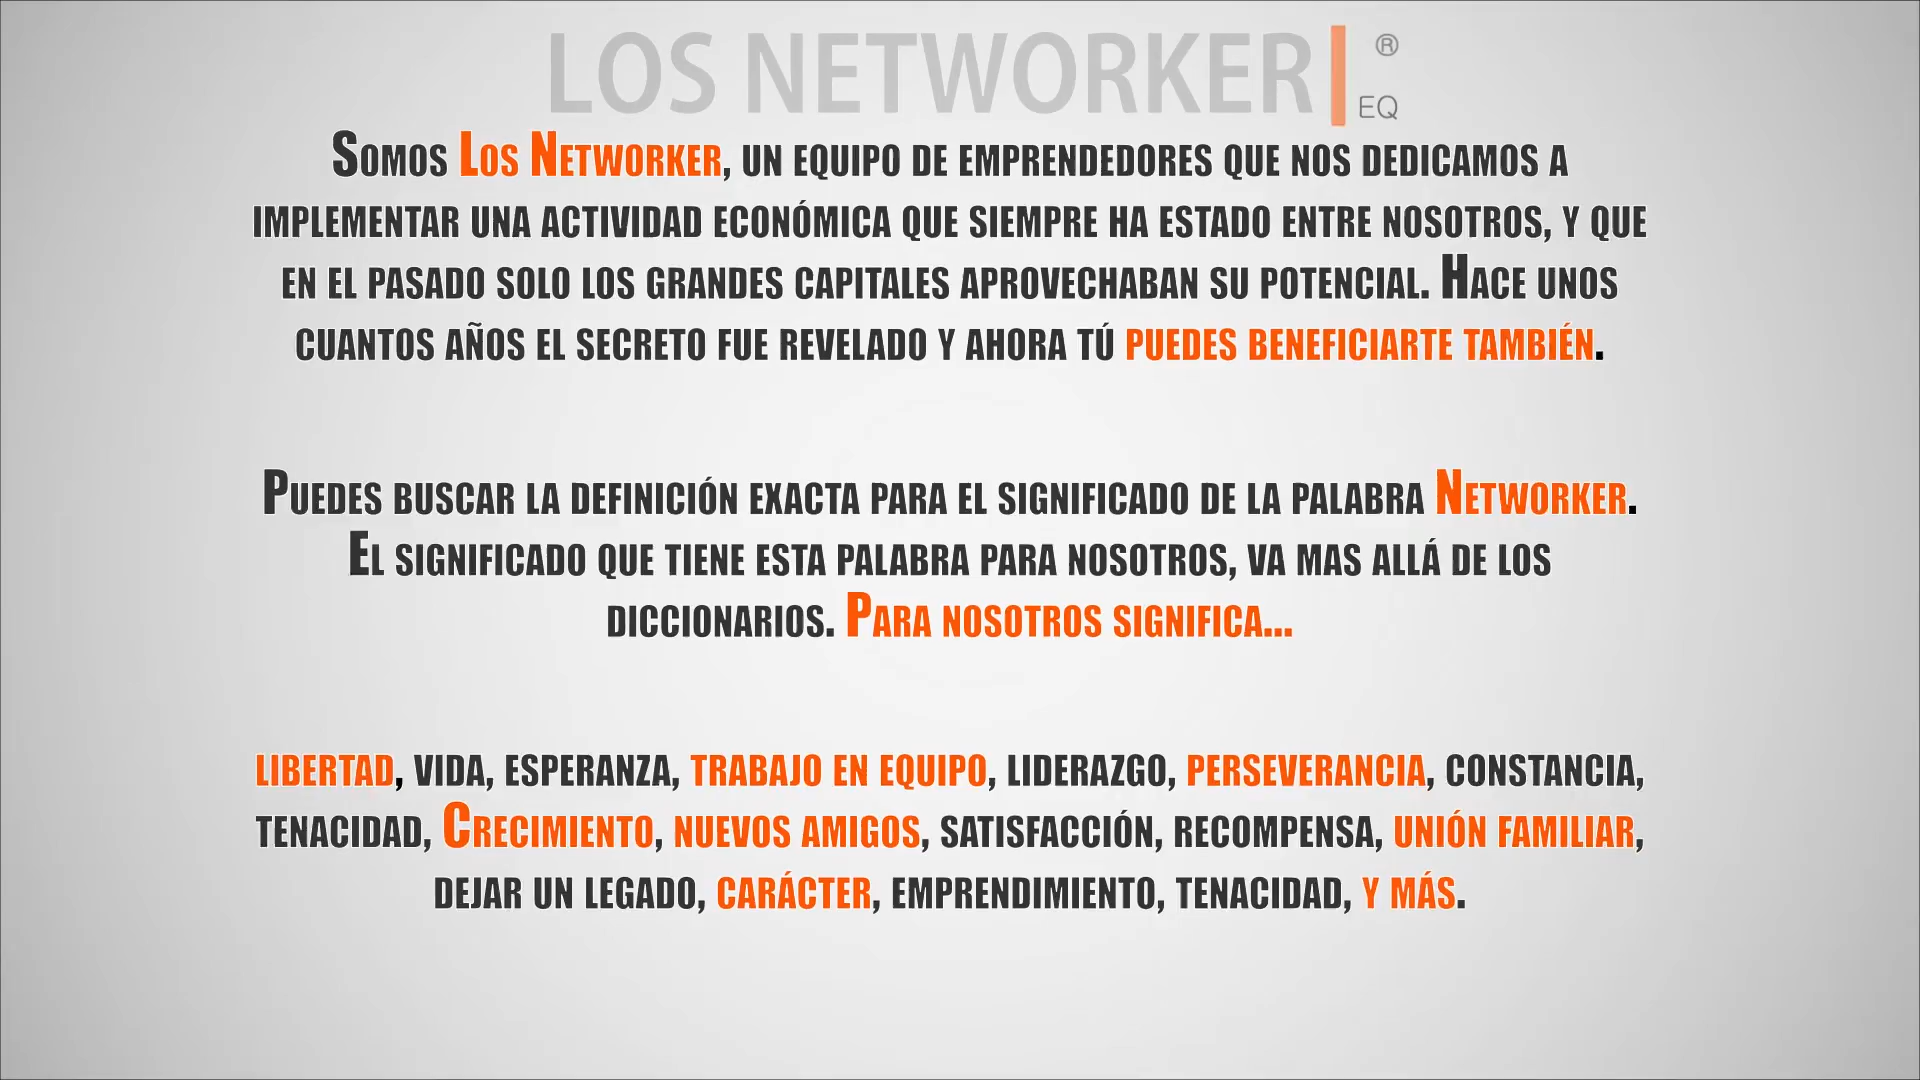 LOS NETWORKER| ®
EQ
Somos Los Networker, un equipo de emprendedores que nos dedicamos a
implementar una actividad económica que siempre ha estado entre nosotros, y que
en el pasado solo los grandes capitales aprovechaban su potencial. Hace unos
cuantos años el secreto fue revelado y ahora tú puedes beneficiarte también.
Puedes buscar la definición exacta para el significado de la palabra Networker.
El significado que tiene esta palabra para nosotros, va mas allá de los
diccionarios. Para nosotros significa...
libertad, vida, esperanza, trabajo en equipo, liderazgo, perseverancia, constancia,
tenacidad, Crecimiento, nuevos amigos, satisfacción, recompensa, unión familiar,
dejar un legado, carácter, emprendimiento, tenacidad, y más.